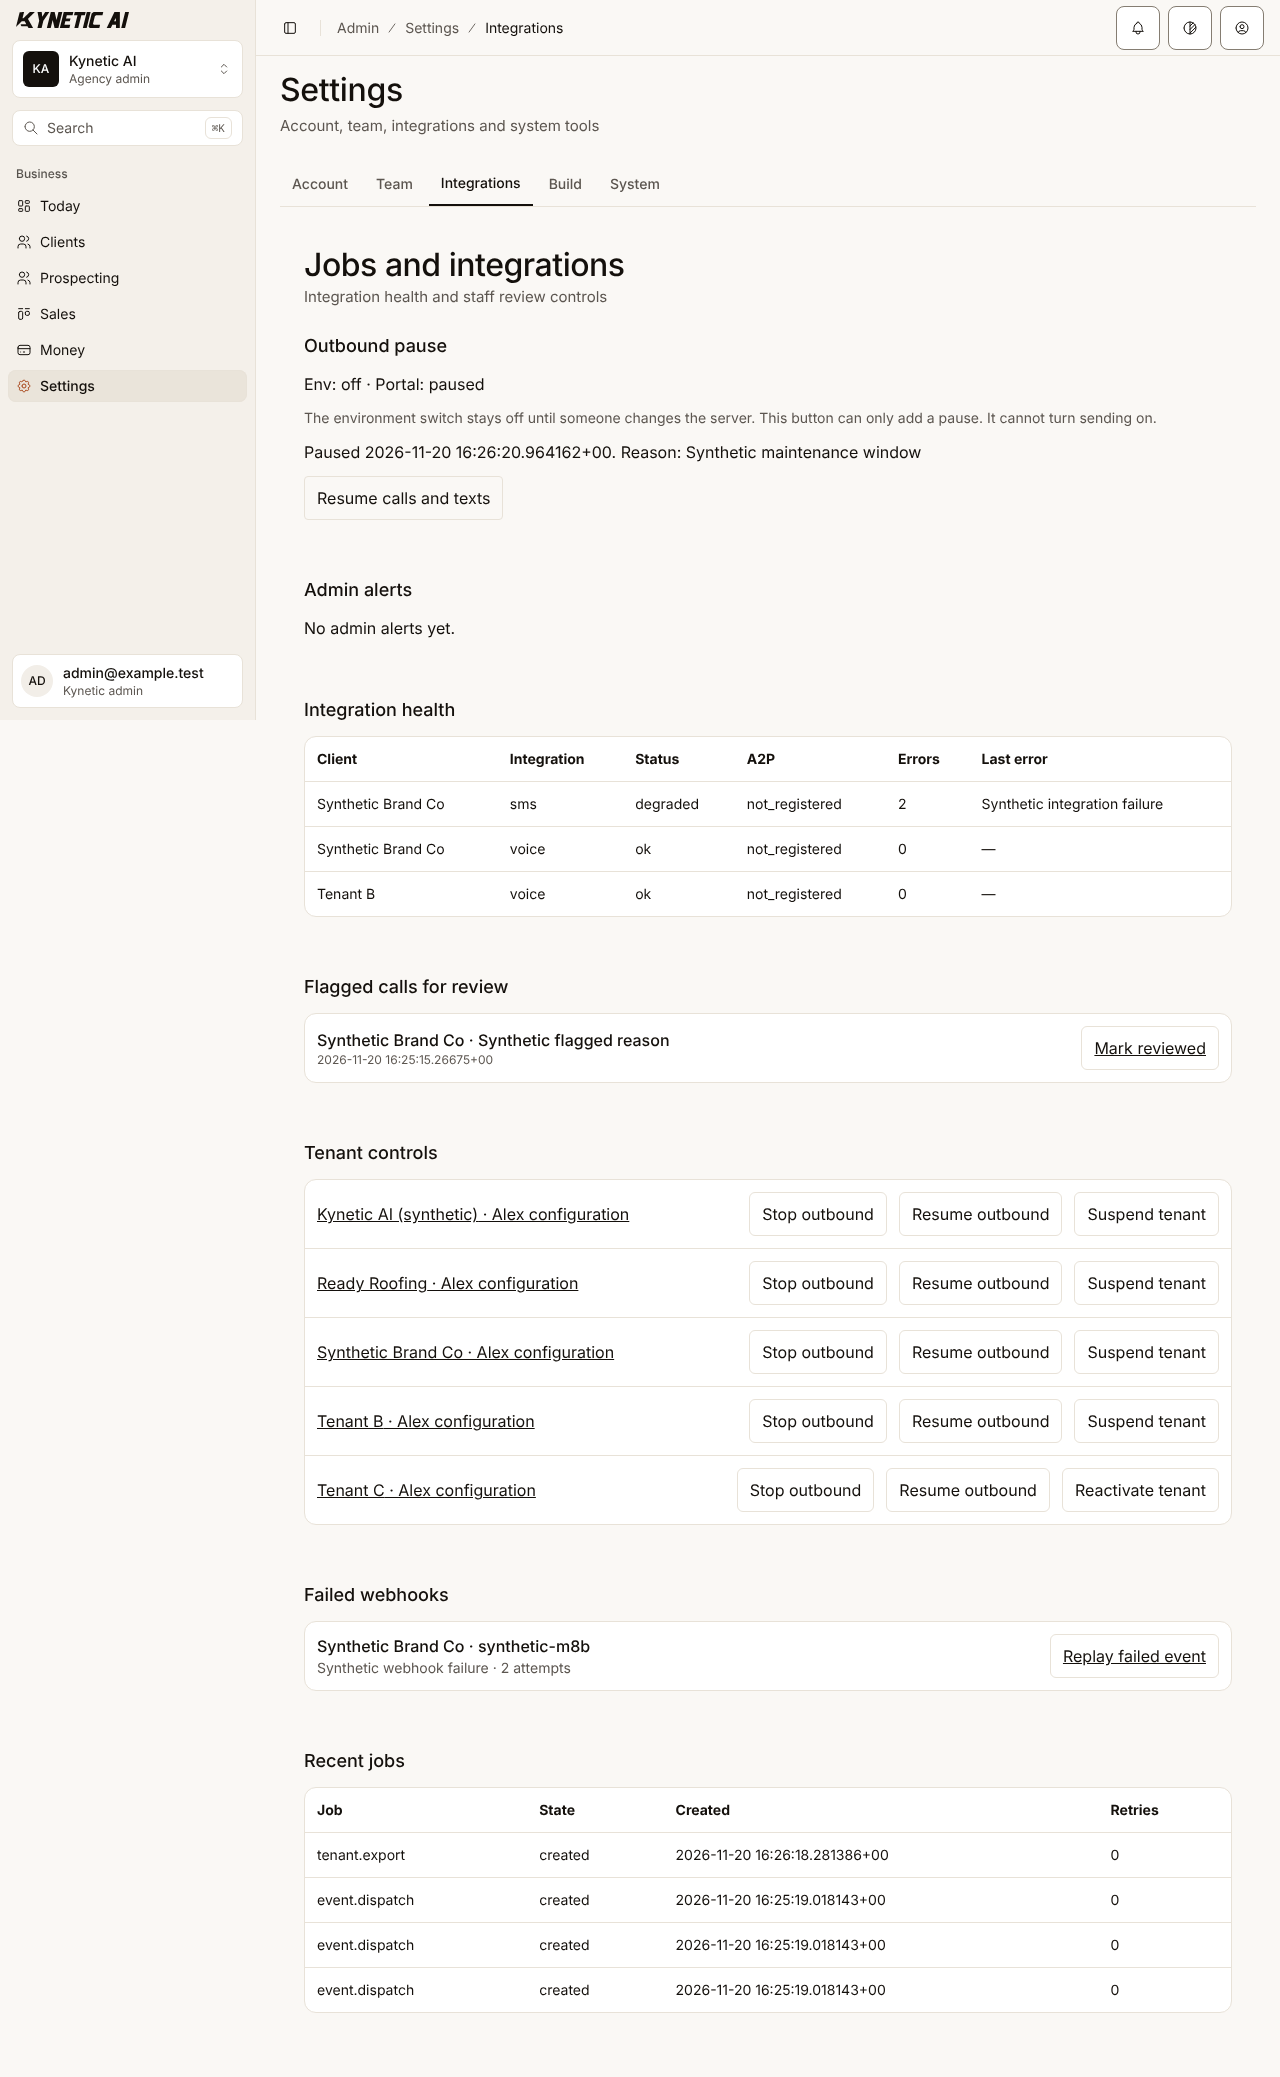 KYNETIC AI
KA
Kynetic AI
Agency admin
Search
⌘K
Business
Today
Clients
Prospecting
Sales
Money
Settings
AD
admin@example.test
Kynetic admin
Admin / Settings / Integrations
Settings
Account, team, integrations and system tools
Account Team Integrations Build System
Jobs and integrations
Integration health and staff review controls
Outbound pause
Env: off · Portal: paused
The environment switch stays off until someone changes the server. This button can only add a pause. It cannot turn sending on.
Paused 2026-11-20 16:26:20.964162+00. Reason: Synthetic maintenance window
Resume calls and texts
Admin alerts
No admin alerts yet.
Integration health
Client Integration Status A2P Errors Last error
Synthetic Brand Co sms degraded not_registered 2 Synthetic integration failure
Synthetic Brand Co voice ok not_registered 0 —
Tenant B voice ok not_registered 0 —
Flagged calls for review
Synthetic Brand Co · Synthetic flagged reason
2026-11-20 16:25:15.26675+00
Mark reviewed
Tenant controls
Kynetic AI (synthetic) · Alex configuration Stop outbound Resume outbound Suspend tenant
Ready Roofing · Alex configuration Stop outbound Resume outbound Suspend tenant
Synthetic Brand Co · Alex configuration Stop outbound Resume outbound Suspend tenant
Tenant B · Alex configuration Stop outbound Resume outbound Suspend tenant
Tenant C · Alex configuration Stop outbound Resume outbound Reactivate tenant
Failed webhooks
Synthetic Brand Co · synthetic-m8b
Synthetic webhook failure · 2 attempts
Replay failed event
Recent jobs
Job State Created Retries
tenant.export created 2026-11-20 16:26:18.281386+00 0
event.dispatch created 2026-11-20 16:25:19.018143+00 0
event.dispatch created 2026-11-20 16:25:19.018143+00 0
event.dispatch created 2026-11-20 16:25:19.018143+00 0